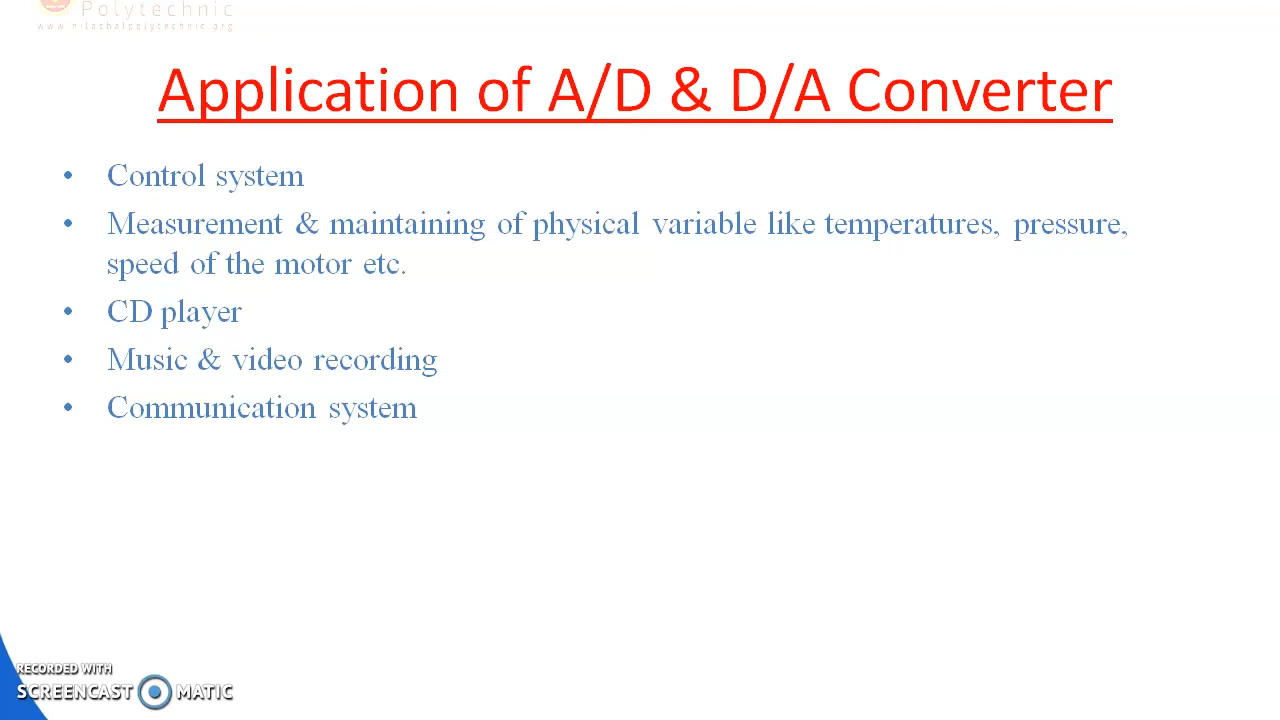 Polytechnic
www.nilachalpolytechnic.org
Application of A/D & D/A Converter
• Control system
• Measurement & maintaining of physical variable like temperatures, pressure,
speed of the motor etc.
• CD player
• Music & video recording
• Communication system
RECORDED WITH
SCREENCAST MATIC